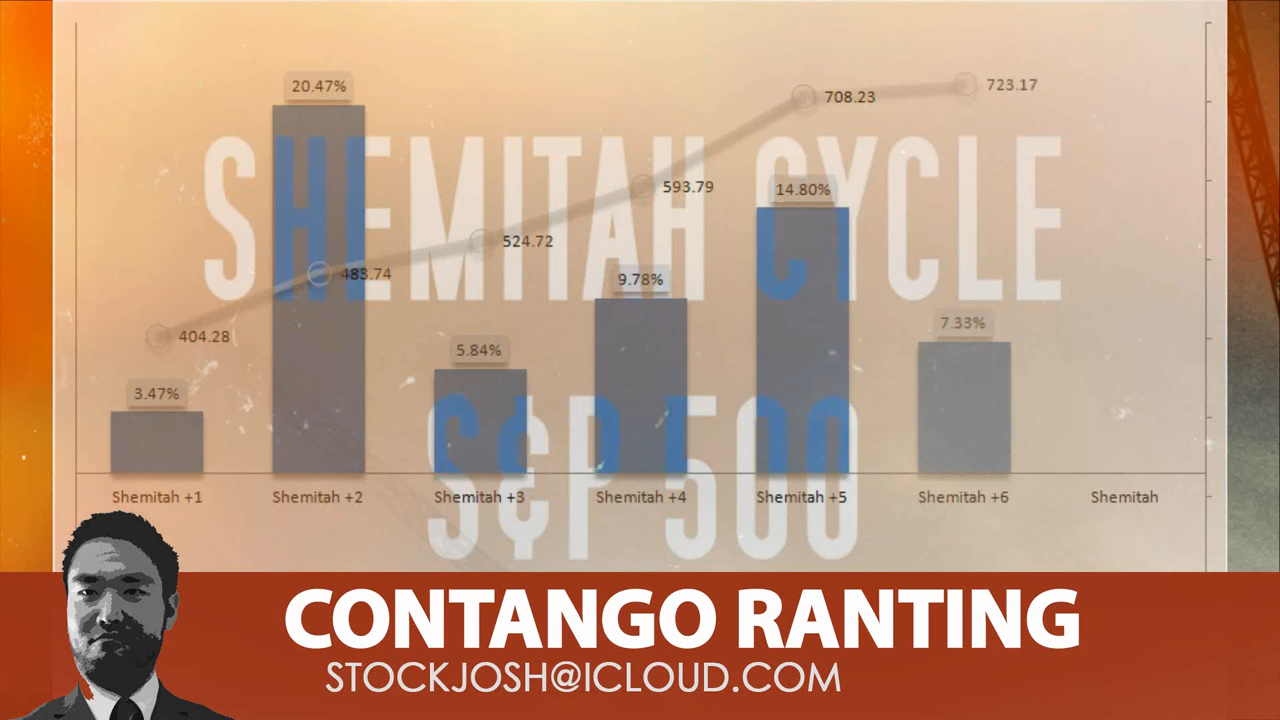 20.47%
708.23
723.17
SHEMITAH CYCLE
593.79
14.80%
524.72
483.74
9.78%
404.28
5.84%
7.33%
3.47%
S&P 500
Shemitah +1
Shemitah +2
Shemitah +3
Shemitah +4
Shemitah +5
Shemitah +6
Shemitah
CONTANGO RANTING
STOCKJOSH@ICLOUD.COM